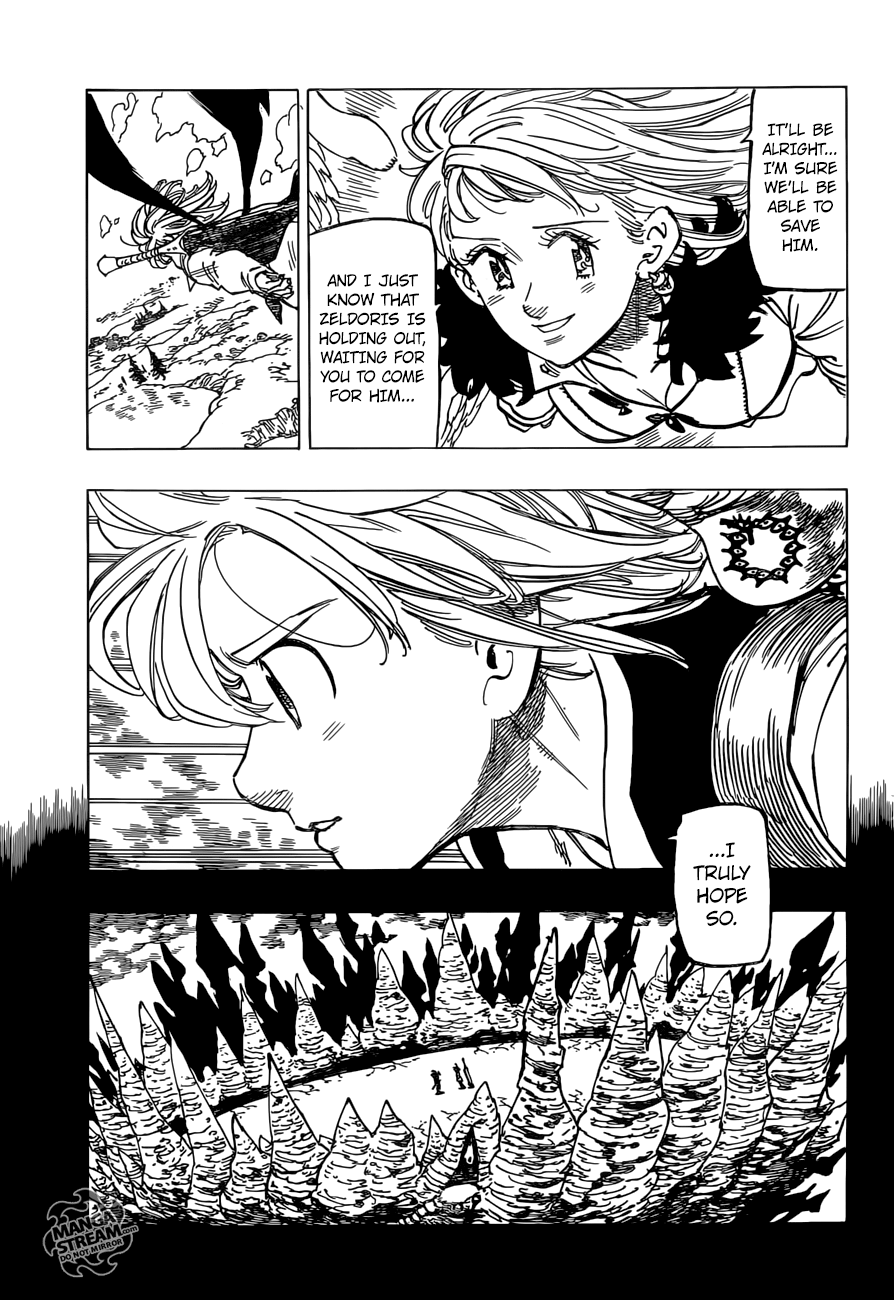 IT'LL BE
ALRIGHT...
I'M SURE
WE'LL BE
ABLE TO
SAVE
HIM.
AND I JUST
KNOW THAT
ZELDORIS IS
HOLDING OUT,
WAITING FOR
YOU TO COME
FOR HIM...
...I
TRULY
HOPE
SO.
MANGA
STREAM.com
DO NOT MIRROR